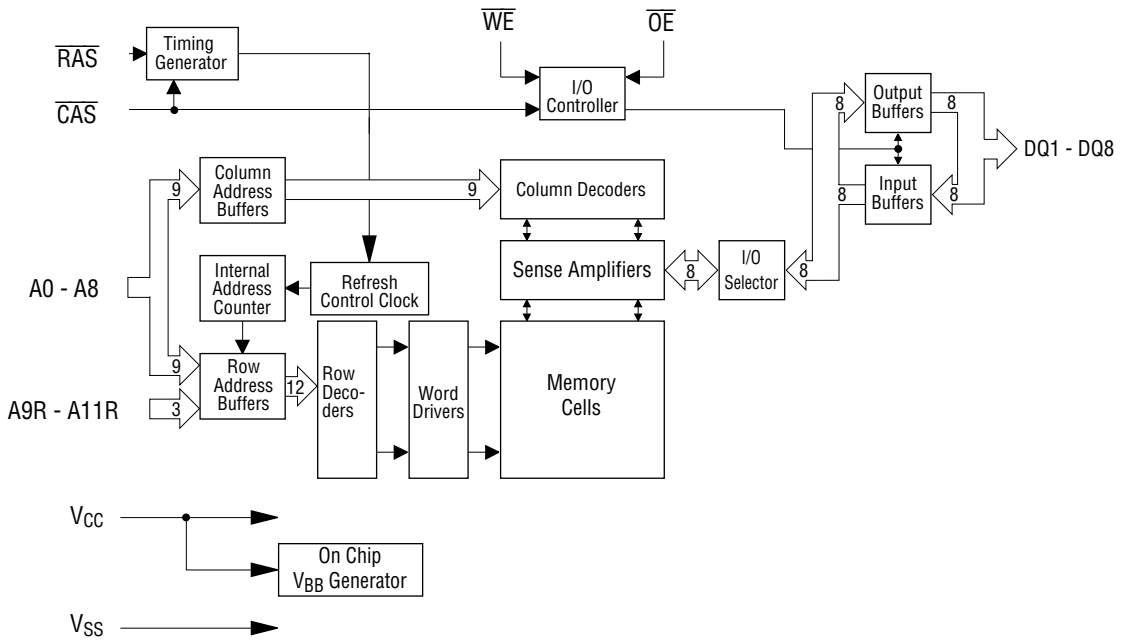 RAS
Timing
Generator
WE
OE
CAS
I/O
Controller
8
Output
Buffers
8
DQ1 - DQ8
9
Column
Address
Buffers
9
Column Decoders
8
Input
Buffers
8
Internal
Address
Counter
Refresh
Control Clock
Sense Amplifiers
8
I/O
Selector
8
A0 - A8
9
Row
Address
Buffers
12
Row
Deco-
ders
Word
Drivers
Memory
Cells
A9R - A11R
3
VCC
On Chip
VBB Generator
VSS